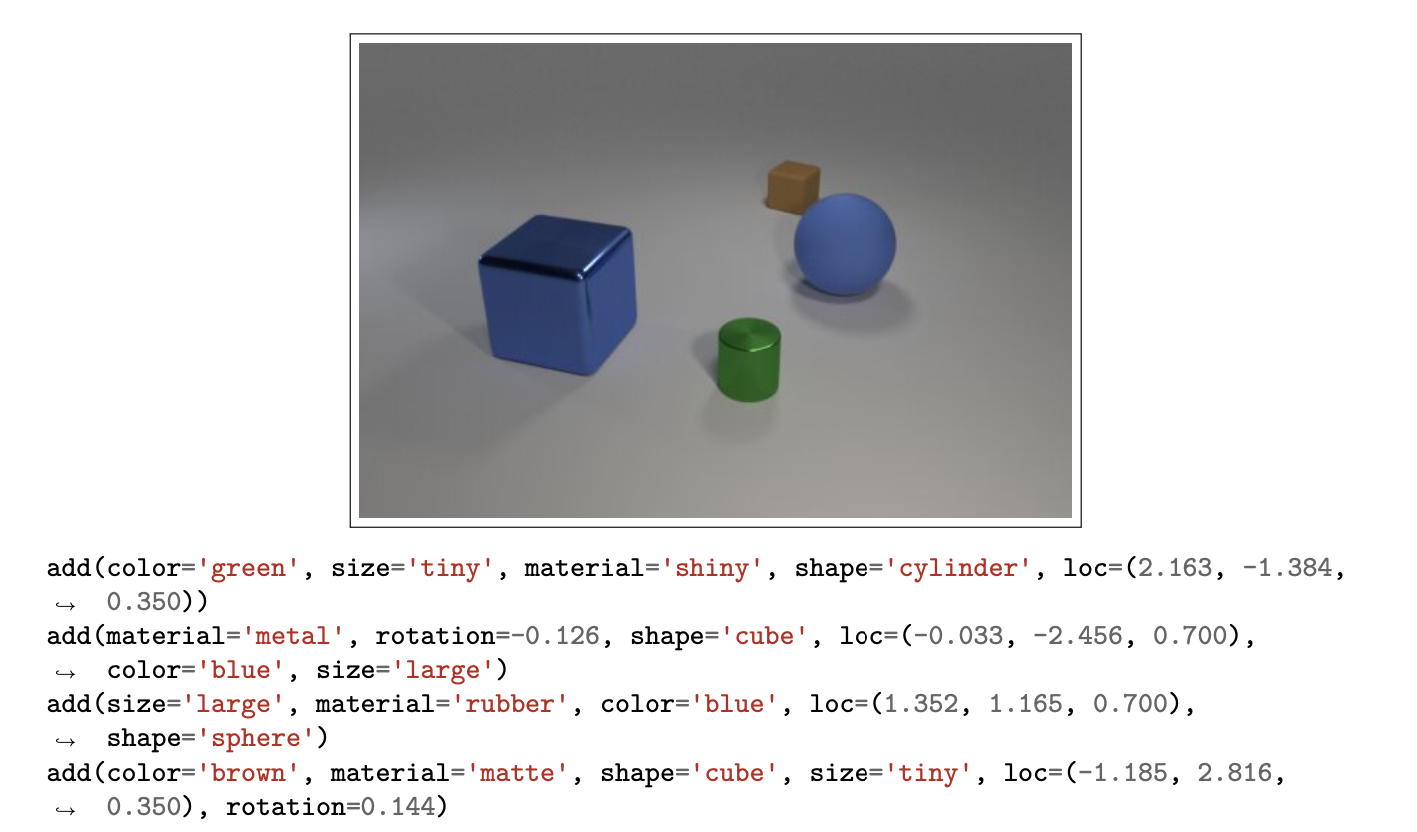 add(color='green', size='tiny', material='shiny', shape='cylinder', loc=(2.163, -1.384,
↪ 0.350))
add(material='metal', rotation=-0.126, shape='cube', loc=(-0.033, -2.456, 0.700),
↪ color='blue', size='large')
add(size='large', material='rubber', color='blue', loc=(1.352, 1.165, 0.700),
↪ shape='sphere')
add(color='brown', material='matte', shape='cube', size='tiny', loc=(-1.185, 2.816,
↪ 0.350), rotation=0.144)